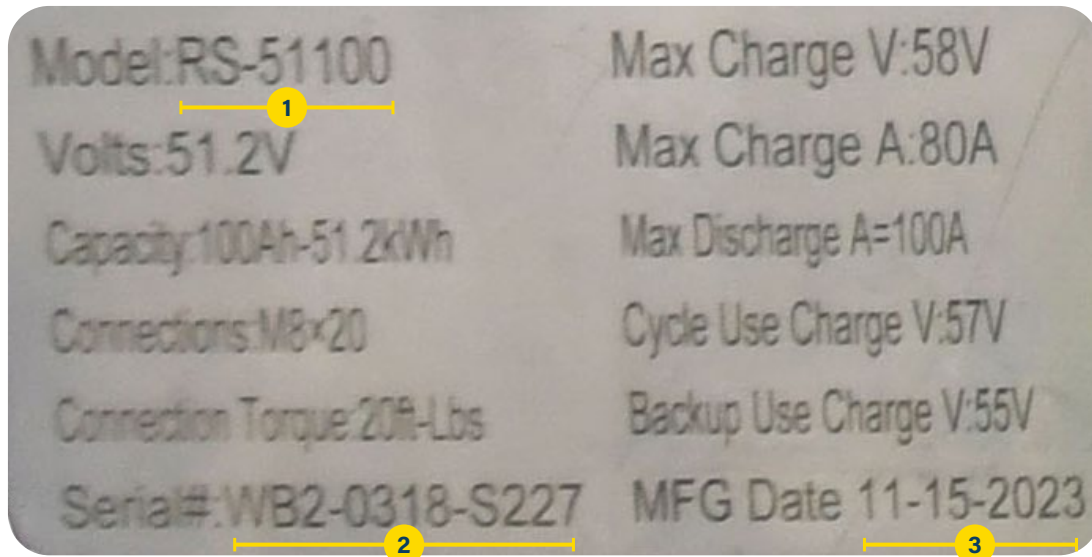 Model:RS-51100
1
Volts:51.2V
Capacity:100Ah-51.2kWh
Connections:M8×20
Connection Torque:20ft-Lbs
Serial#:WB2-0318-S227
2
Max Charge V:58V
Max Charge A:80A
Max Discharge A=100A
Cycle Use Charge V:57V
Backup Use Charge V:55V
MFG Date 11-15-2023
3